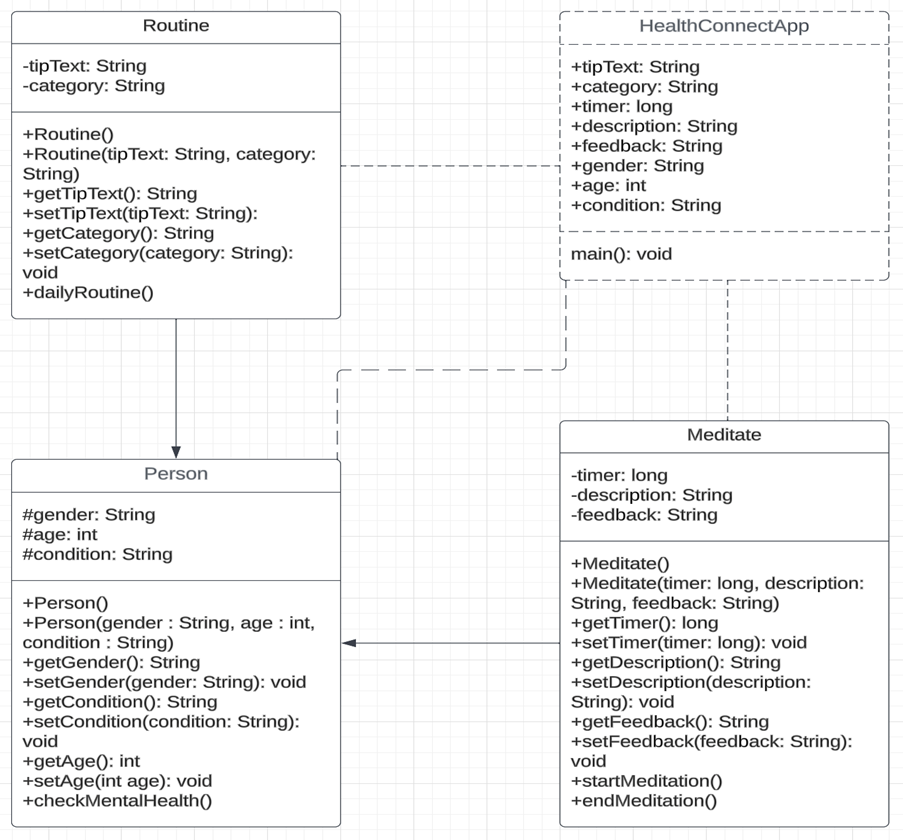 Routine
-tipText: String
-category: String
+Routine()
+Routine(tipText: String, category:
String)
+getTipText(): String
+setTipText(tipText: String):
+getCategory(): String
+setCategory(category: String):
void
+dailyRoutine()
HealthConnectApp
+tipText: String
+category: String
+timer: long
+description: String
+feedback: String
+gender: String
+age: int
+condition: String
main(): void
Person
#gender: String
#age: int
#condition: String
+Person()
+Person(gender : String, age : int,
condition : String)
+getGender(): String
+setGender(gender: String): void
+getCondition(): String
+setCondition(condition: String):
void
+getAge(): int
+setAge(int age): void
+checkMentalHealth()
Meditate
-timer: long
-description: String
-feedback: String
+Meditate()
+Meditate(timer: long, description:
String, feedback: String)
+getTimer(): long
+setTimer(timer: long): void
+getDescription(): String
+setDescription(description:
String): void
+getFeedback(): String
+setFeedback(feedback: String):
void
+startMeditation()
+endMeditation()